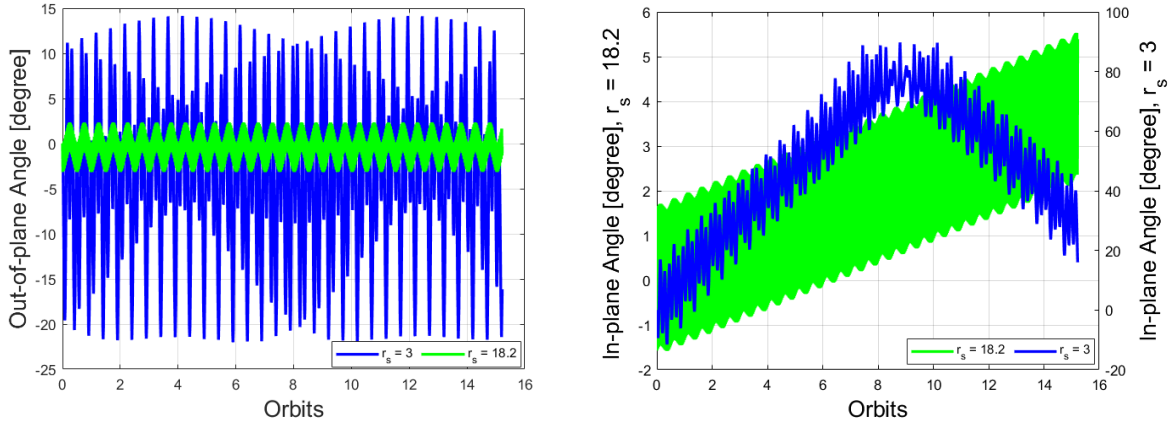 Out-of-plane Angle [degree]
15
10
5
0
-5
-10
-15
-20
-25
0 2 4 6 8 10 12 14 16
Orbits
r_s = 3 r_s = 18.2
In-plane Angle [degree], r_s = 18.2
6
5
4
3
2
1
0
-1
-2
0 2 4 6 8 10 12 14 16
Orbits
r_s = 18.2 r_s = 3
100
80
60
40
20
0
-20
In-plane Angle [degree], r_s = 3